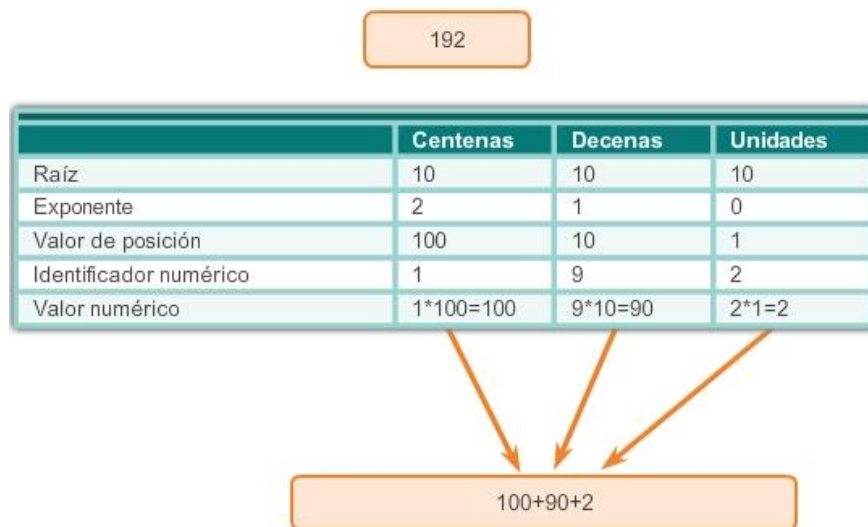 192
Centenas Decenas Unidades
Raíz 10 10 10
Exponente 2 1 0
Valor de posición 100 10 1
Identificador numérico 1 9 2
Valor numérico 1*100=100 9*10=90 2*1=2
100+90+2